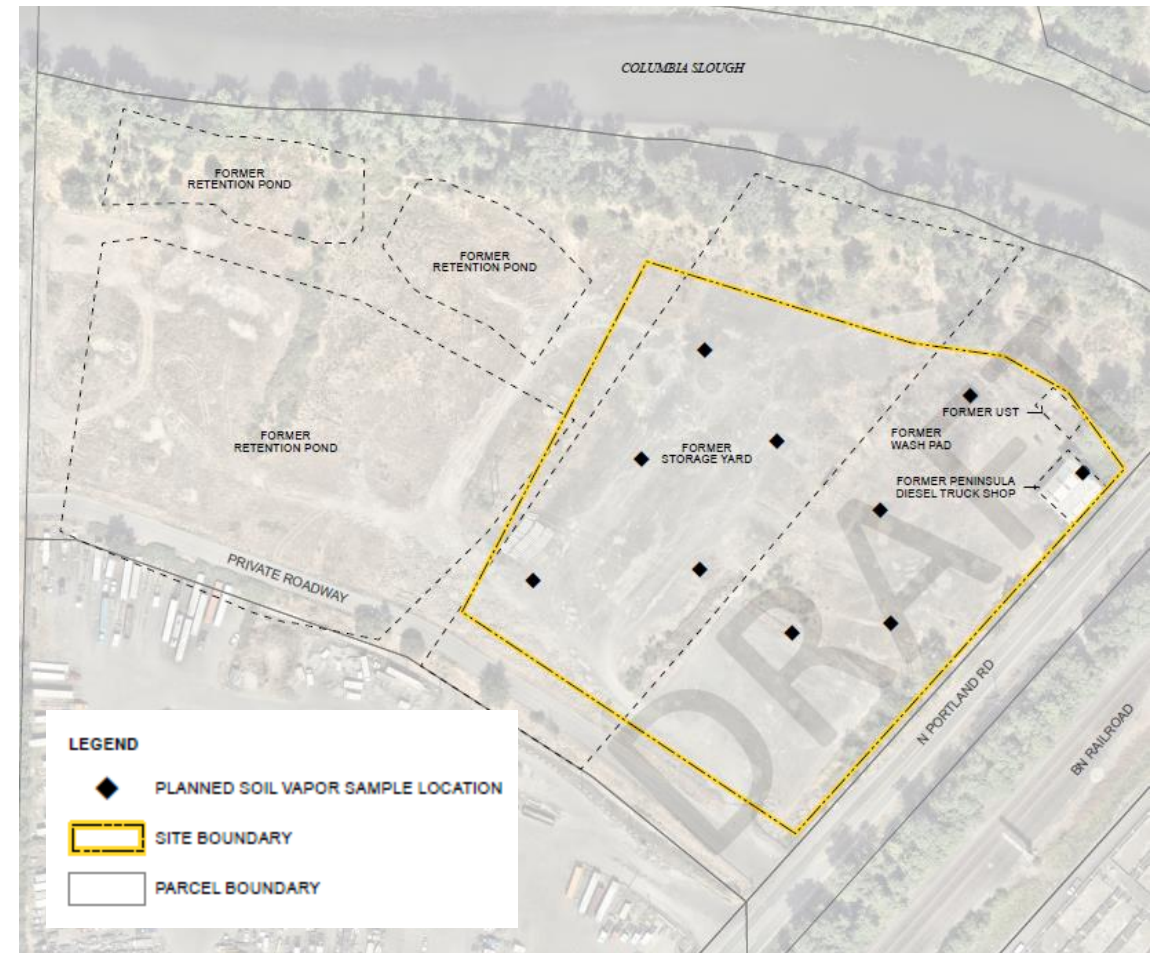 COLUMBIA SLOUGH
FORMER
RETENTION POND
FORMER
RETENTION POND
FORMER
RETENTION POND
FORMER
STORAGE YARD
FORMER UST
FORMER
WASH PAD
FORMER PENINSULA
DIESEL TRUCK SHOP
PRIVATE ROADWAY
N PORTLAND RD
BN RAILROAD
DRAFT
LEGEND
PLANNED SOIL VAPOR SAMPLE LOCATION
SITE BOUNDARY
PARCEL BOUNDARY